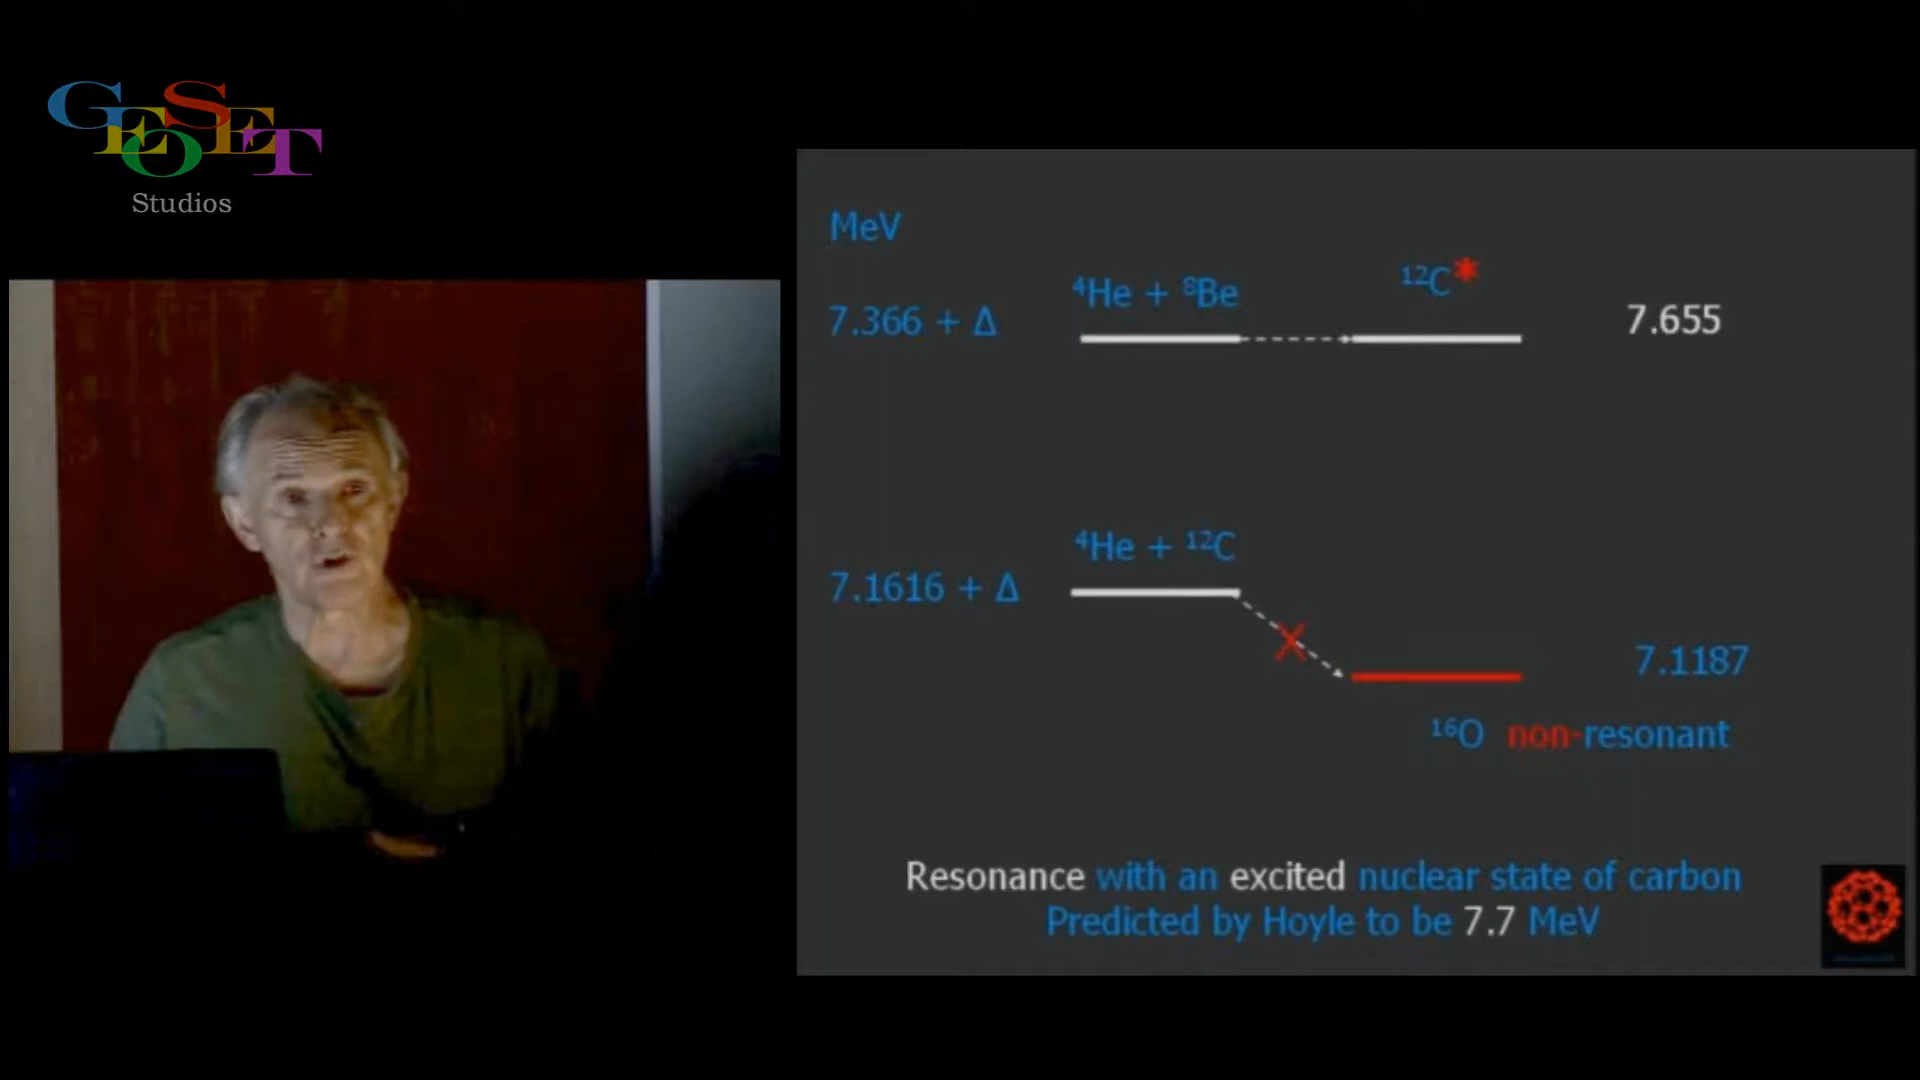 GEOSET
Studios
MeV
⁴He + ⁸Be
¹²C*
7.366 + Δ
7.655
⁴He + ¹²C
7.1616 + Δ
7.1187
¹⁶O non-resonant
Resonance with an excited nuclear state of carbon
Predicted by Hoyle to be 7.7 MeV